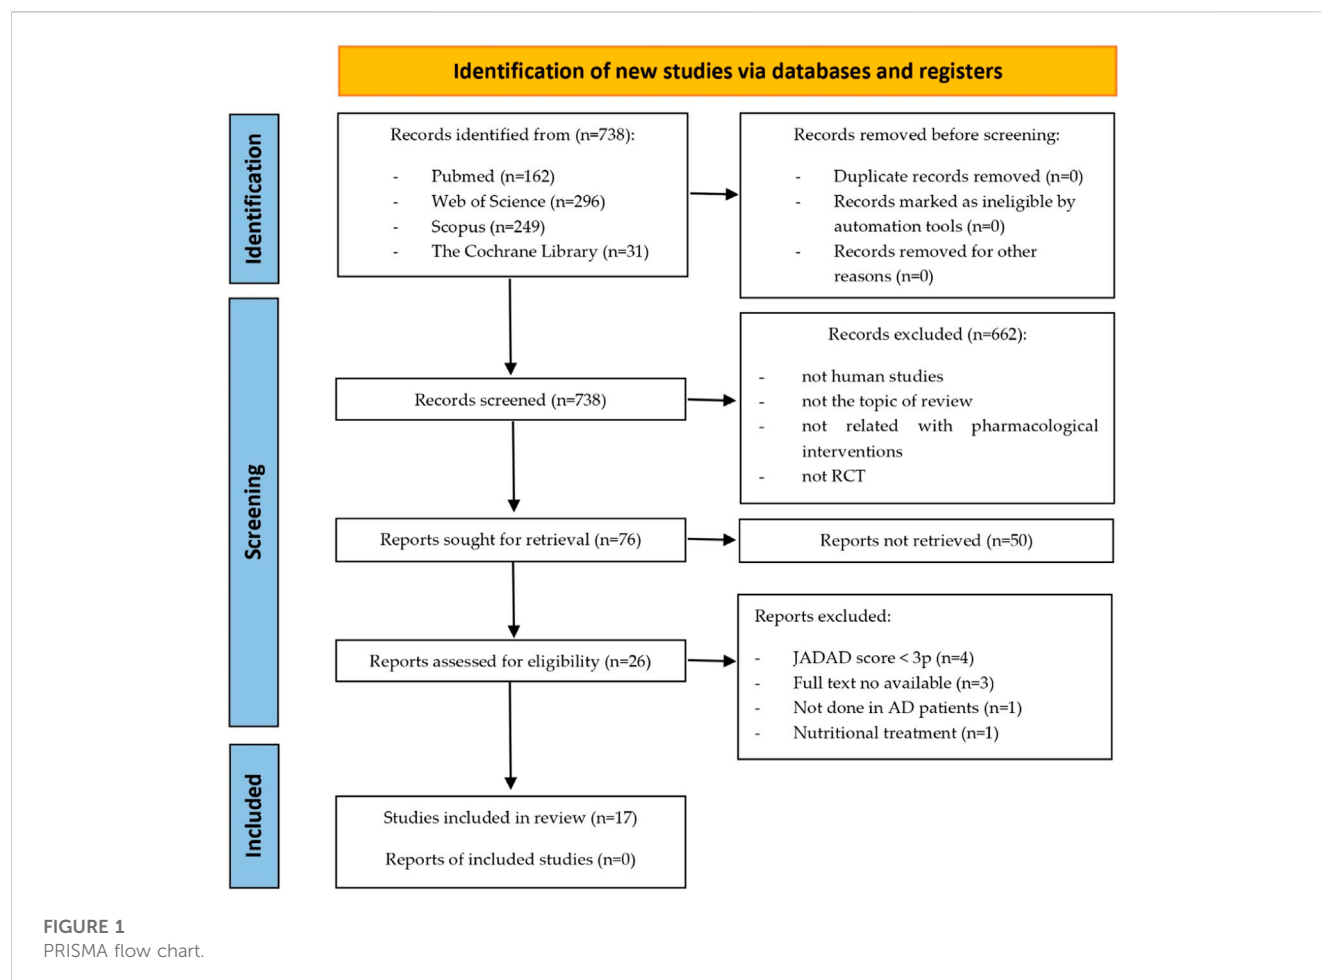 Identification of new studies via databases and registers
Identification
Records identified from (n=738):
- Pubmed (n=162)
- Web of Science (n=296)
- Scopus (n=249)
- The Cochrane Library (n=31)
Records removed before screening:
- Duplicate records removed (n=0)
- Records marked as ineligible by
automation tools (n=0)
- Records removed for other
reasons (n=0)
Screening
Records screened (n=738)
Records excluded (n=662):
- not human studies
- not the topic of review
- not related with pharmacological
interventions
- not RCT
Reports sought for retrieval (n=76)
Reports not retrieved (n=50)
Reports assessed for eligibility (n=26)
Reports excluded:
- JADAD score < 3p (n=4)
- Full text no available (n=3)
- Not done in AD patients (n=1)
- Nutritional treatment (n=1)
Included
Studies included in review (n=17)
Reports of included studies (n=0)
FIGURE 1
PRISMA flow chart.